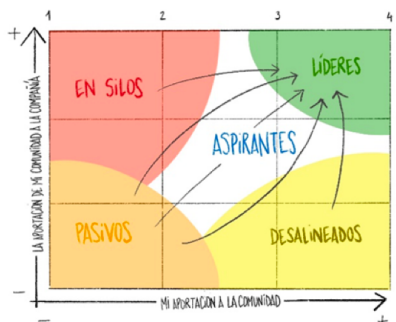 1 2 3 4
+
EN SILOS
LÍDERES
ASPIRANTES
PASIVOS
DESALINEADOS
LA APORTACIÓN DE MI COMUNIDAD A LA COMPAÑÍA
-
MI APORTACION A LA COMUNIDAD
- +